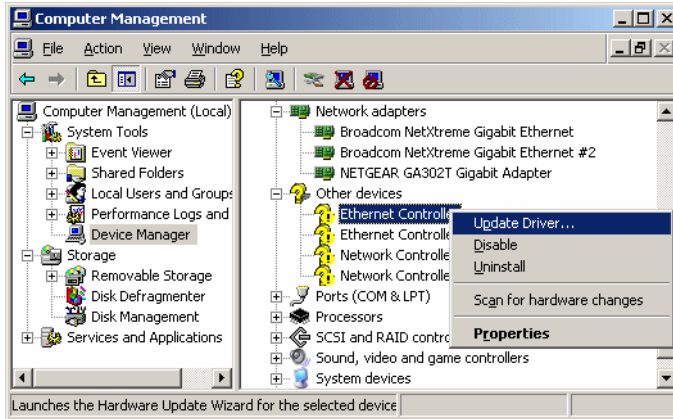 Computer Management
File Action View Window Help
Computer Management (Local)
System Tools
Event Viewer
Shared Folders
Local Users and Groups
Performance Logs and
Device Manager
Storage
Removable Storage
Disk Defragmenter
Disk Management
Services and Applications
Network adapters
Broadcom NetXtreme Gigabit Ethernet
Broadcom NetXtreme Gigabit Ethernet #2
NETGEAR GA302T Gigabit Adapter
Other devices
Ethernet Controlle
Ethernet Controlle
Network Controlle
Network Controlle
Ports (COM & LPT)
Processors
SCSI and RAID contro
Sound, video and game controllers
System devices
Update Driver...
Disable
Uninstall
Scan for hardware changes
Properties
Launches the Hardware Update Wizard for the selected device